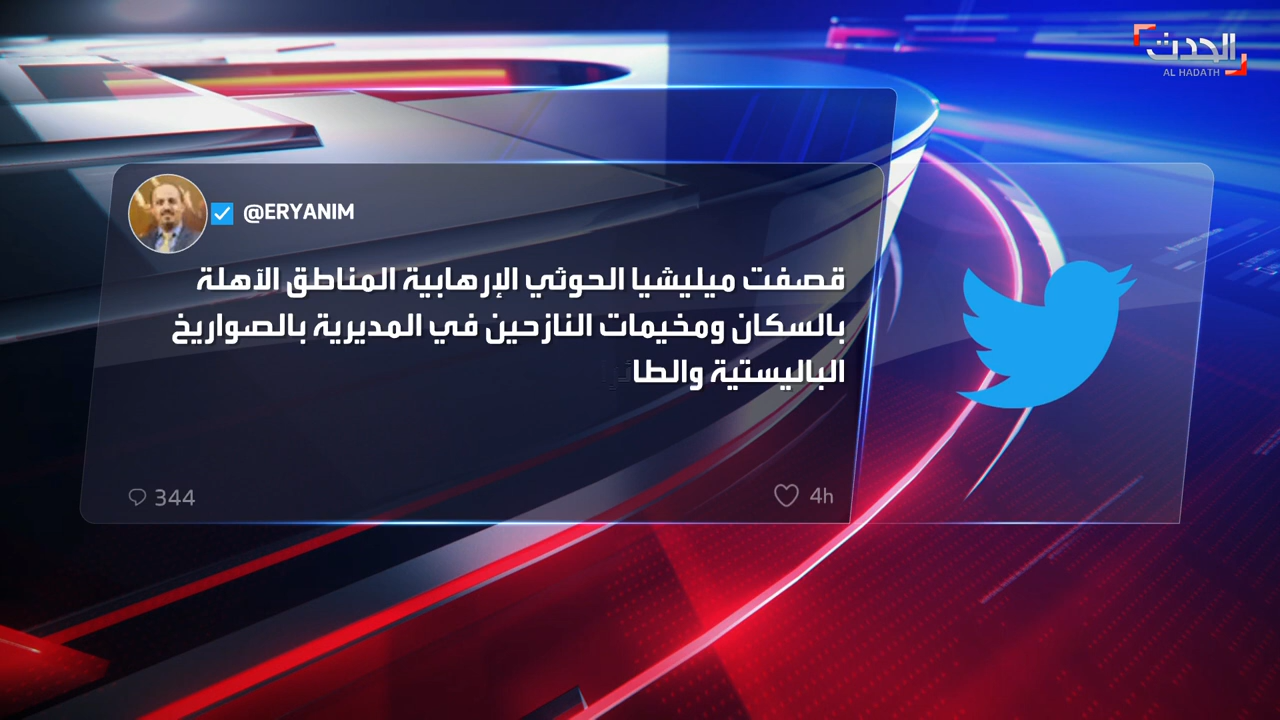 الحدث
AL HADATH
@ERYANIM
قصفت ميليشيا الحوثي الإرهابية المناطق الآهلة
بالسكان ومخيمات النازحين في المديرية بالصواريخ
الباليستية والطا
344
4h